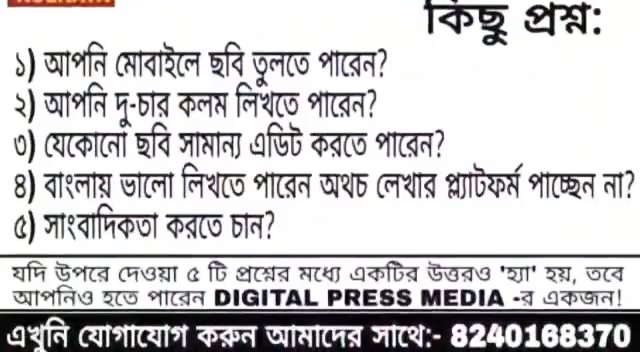 KOLKATA
কিছু প্রশ্ন:
১) আপনি মোবাইলে ছবি তুলতে পারেন?
২) আপনি দু-চার কলম লিখতে পারেন?
৩) যেকোনো ছবি সামান্য এডিট করতে পারেন?
৪) বাংলায় ভালো লিখতে পারেন অথচ লেখার প্ল্যাটফর্ম পাচ্ছেন না?
৫) সাংবাদিকতা করতে চান?
যদি উপরে দেওয়া ৫ টি প্রশ্নের মধ্যে একটির উত্তরও 'হ্যা' হয়, তবে
আপনিও হতে পারেন DIGITAL PRESS MEDIA -র একজন!
এখুনি যোগাযোগ করুন আমাদের সাথে:- 8240168370